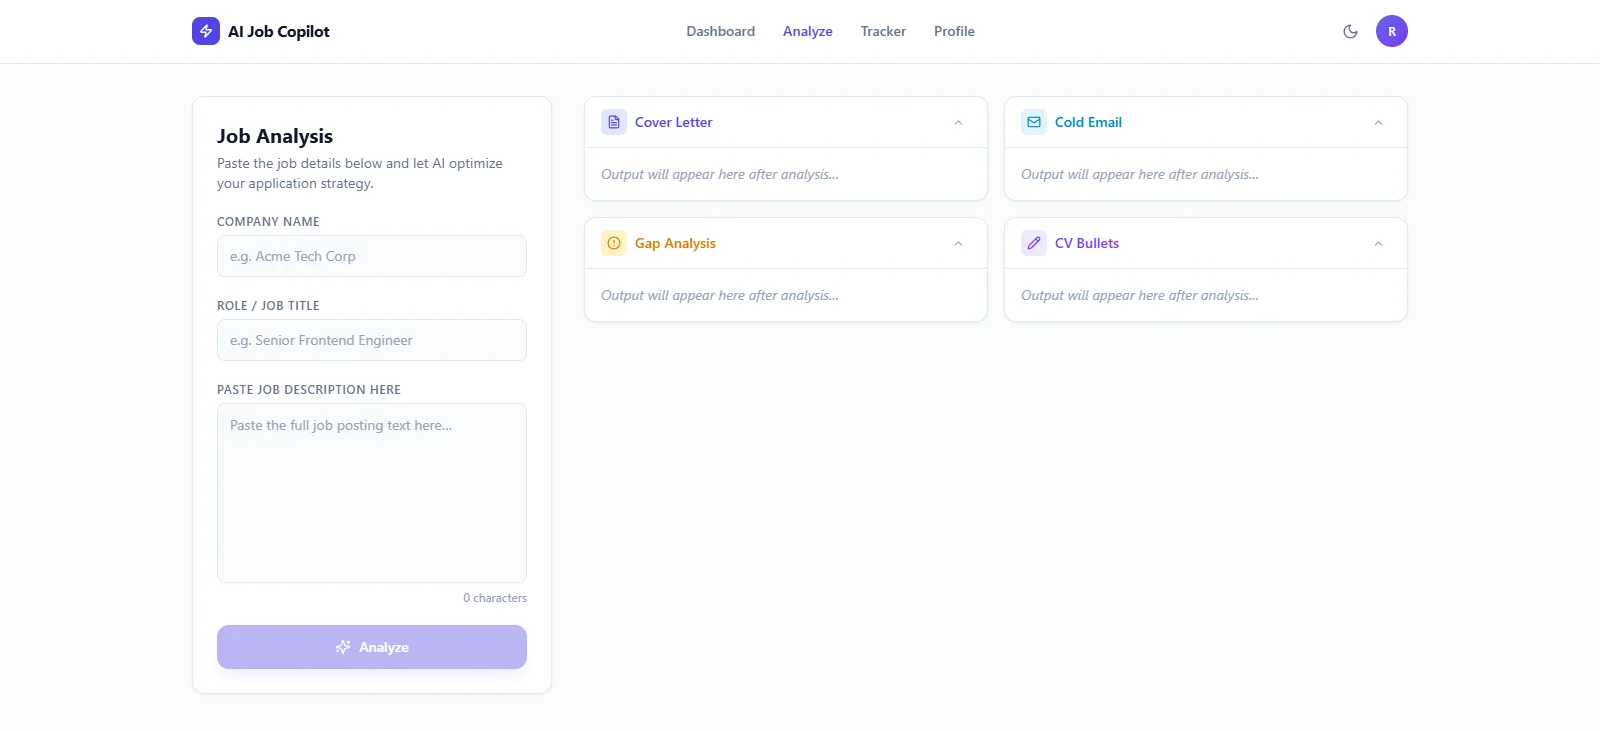 AI Job Copilot
Dashboard
Analyze
Tracker
Profile
R
Job Analysis
Paste the job details below and let AI optimize
your application strategy.
COMPANY NAME
e.g. Acme Tech Corp
ROLE / JOB TITLE
e.g. Senior Frontend Engineer
PASTE JOB DESCRIPTION HERE
Paste the full job posting text here...
0 characters
Analyze
Cover Letter
Output will appear here after analysis...
Cold Email
Output will appear here after analysis...
Gap Analysis
Output will appear here after analysis...
CV Bullets
Output will appear here after analysis...